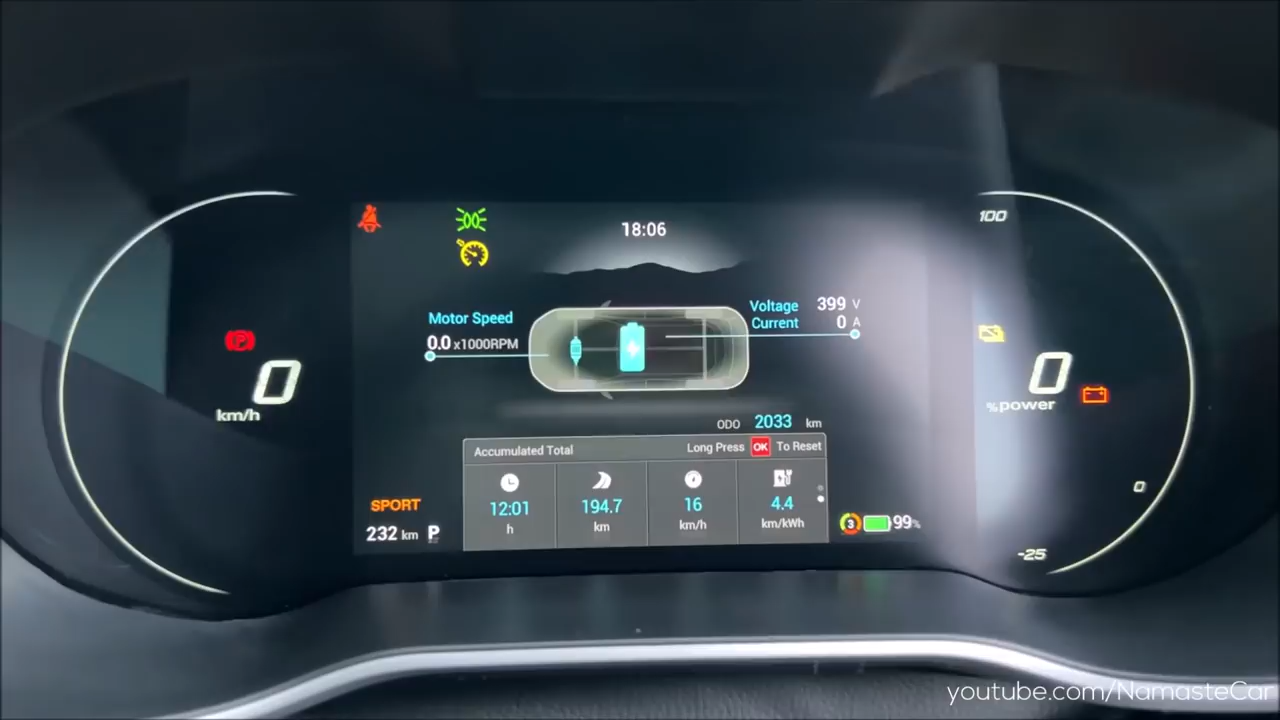 18:06
100
Motor Speed
0.0 x1000RPM
Voltage 399 V
Current 0 A
P
0
km/h
0
%power
ODO 2033 km
Accumulated Total Long Press OK To Reset
12:01 194.7 16 4.4
h km km/h km/kWh
0
SPORT
232 km P
3 99%
-25
youtube.com/NamasteCar